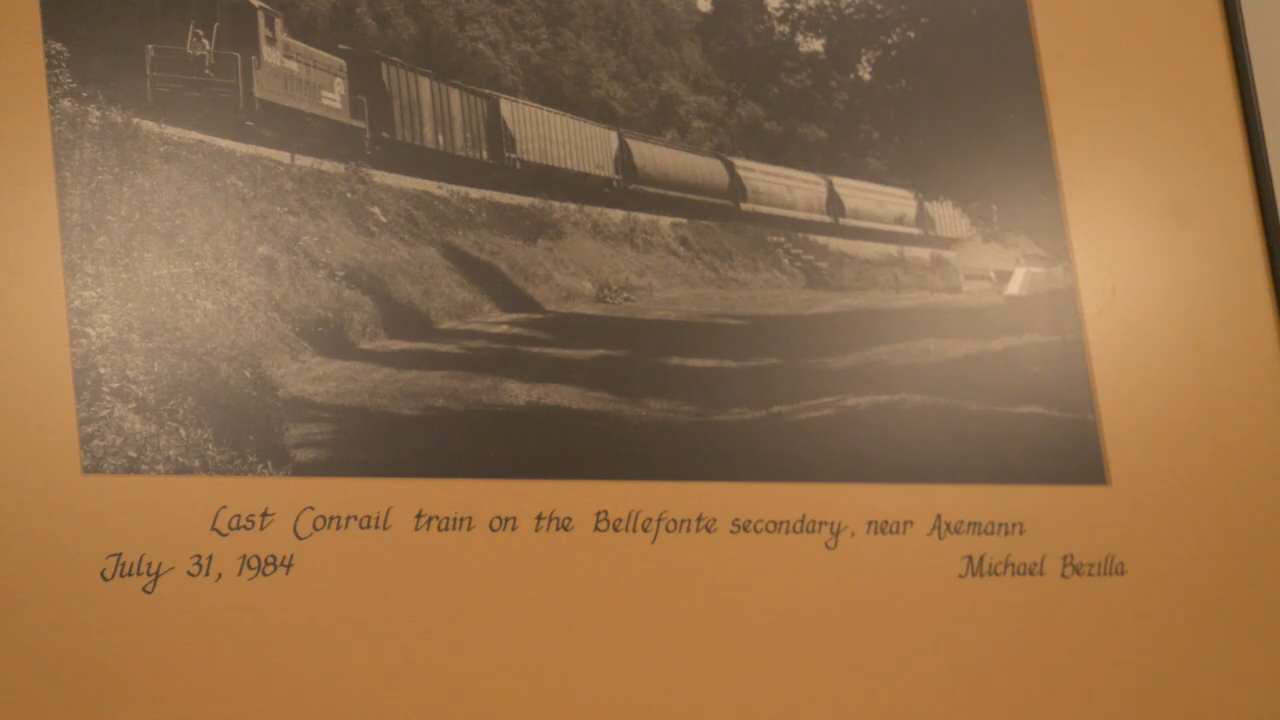 Last Conrail train on the Bellefonte secondary, near Axemann
July 31, 1984
Michael Bezilla